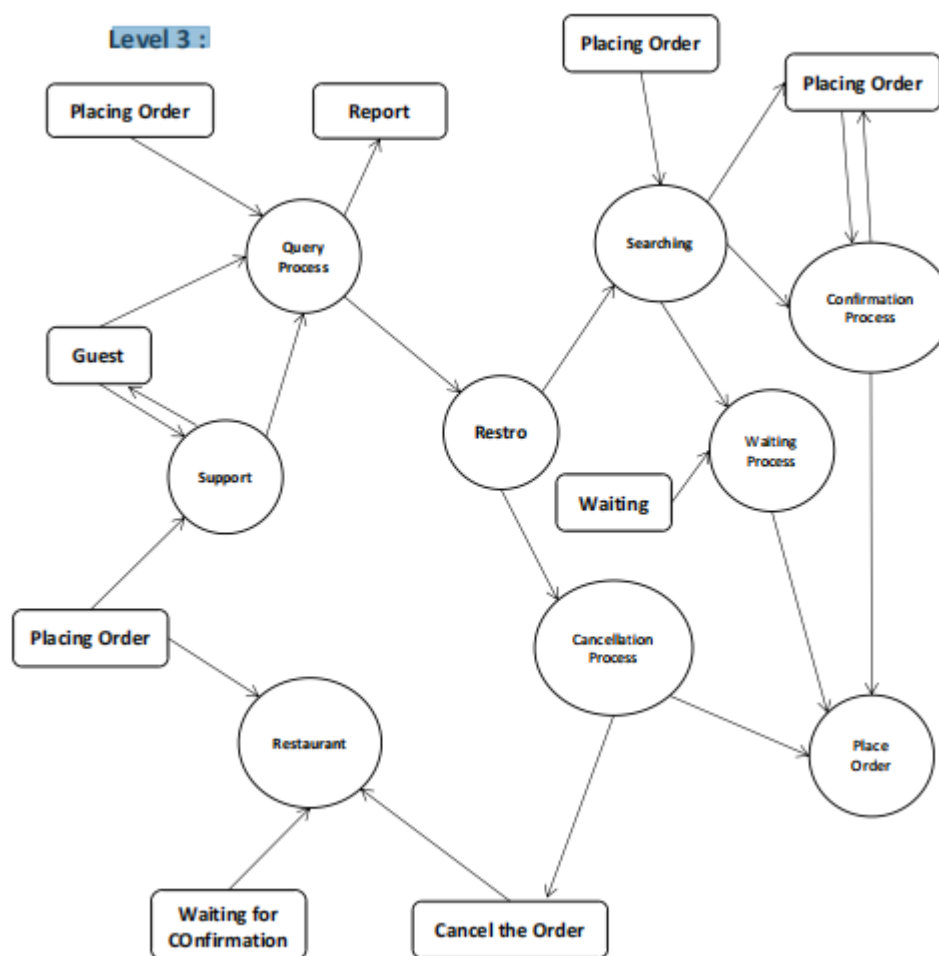 Level 3 :
Placing Order
Placing Order
Placing Order
Report
Query
Process
Searching
Confirmation
Process
Guest
Restro
Waiting
Process
Support
Waiting
Placing Order
Cancellation
Process
Restaurant
Place
Order
Waiting for
COnfirmation
Cancel the Order